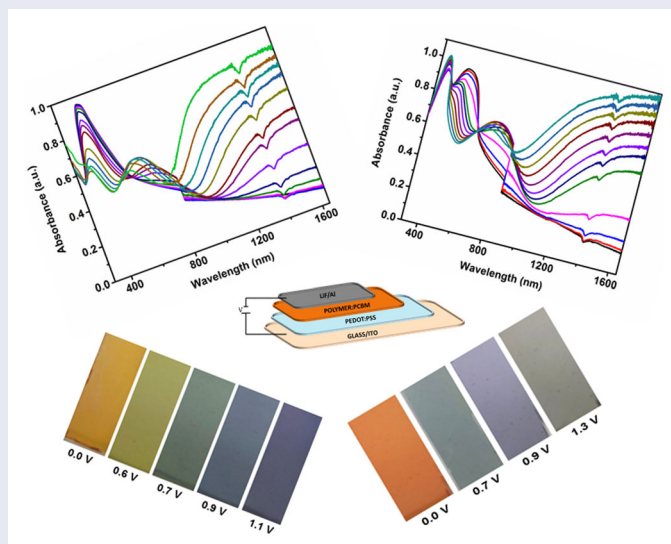 1.0
0.8
0.6
0.4
0.2
0.0
Absorbance (a.u.)
400
800
1200
1600
Wavelength (nm)
1.0
0.8
0.6
0.4
0.2
0.0
Absorbance (a.u.)
400
800
1200
1600
Wavelength (nm)
V
LiF/Al
POLYMER:PCBM
PEDOT:PSS
GLASS/ITO
0.0 V
0.6 V
0.7 V
0.9 V
1.1 V
0.0 V
0.7 V
0.9 V
1.3 V